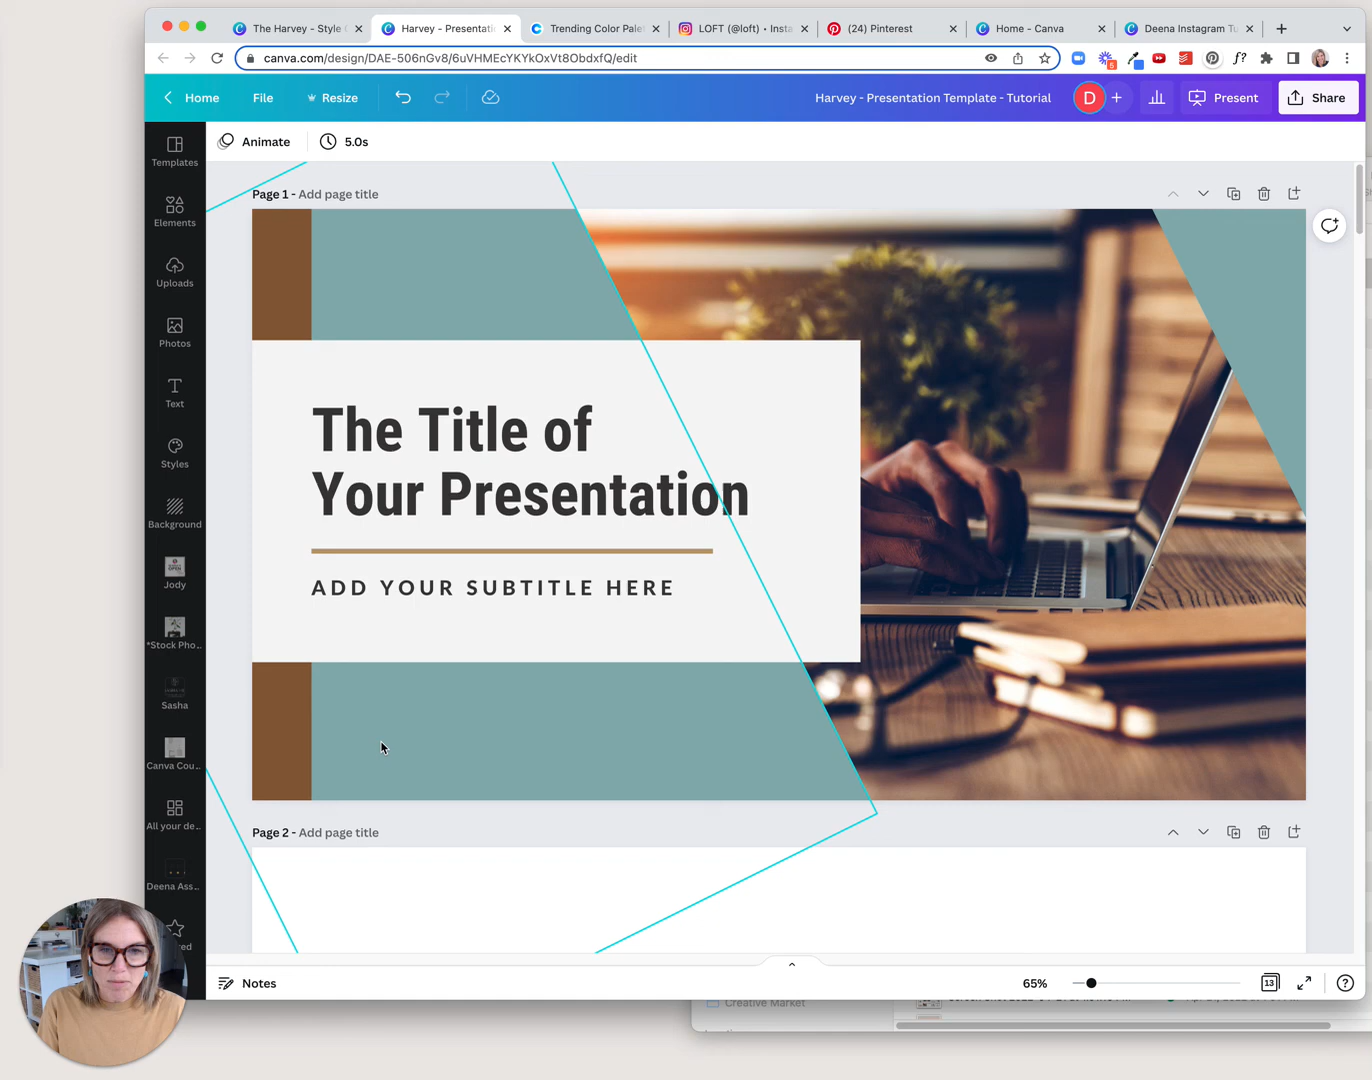 The Harvey - Style
Harvey - Presentati
Trending Color Pale
LOFT (@loft) • Insta
(24) Pinterest
Home - Canva
Deena Instagram Tu
canva.com/design/DAE-506nGv8/6uVHMEcYKYkOxVt8ObdxfQ/edit
6
f?
Home
File
Resize
Harvey - Presentation Template - Tutorial
D
Present
Share
Animate
5.0s
Templates
Elements
Uploads
Photos
Text
Styles
Background
Jody
*Stock Pho...
Sasha
Canva Cou...
All your de...
Deena Ass...
Page 1 - Add page title
The Title of
Your Presentation
ADD YOUR SUBTITLE HERE
Page 2 - Add page title
Notes
65%
13
Creative Market